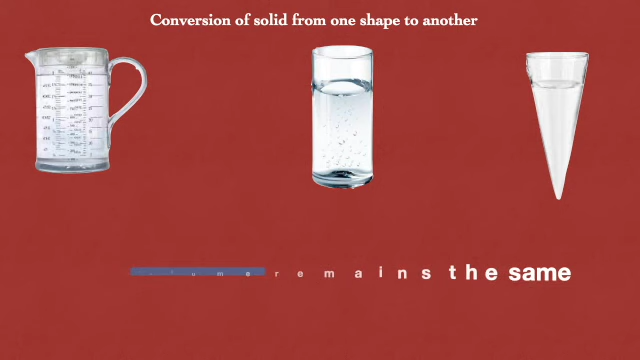 Conversion of solid from one shape to another
remains the same